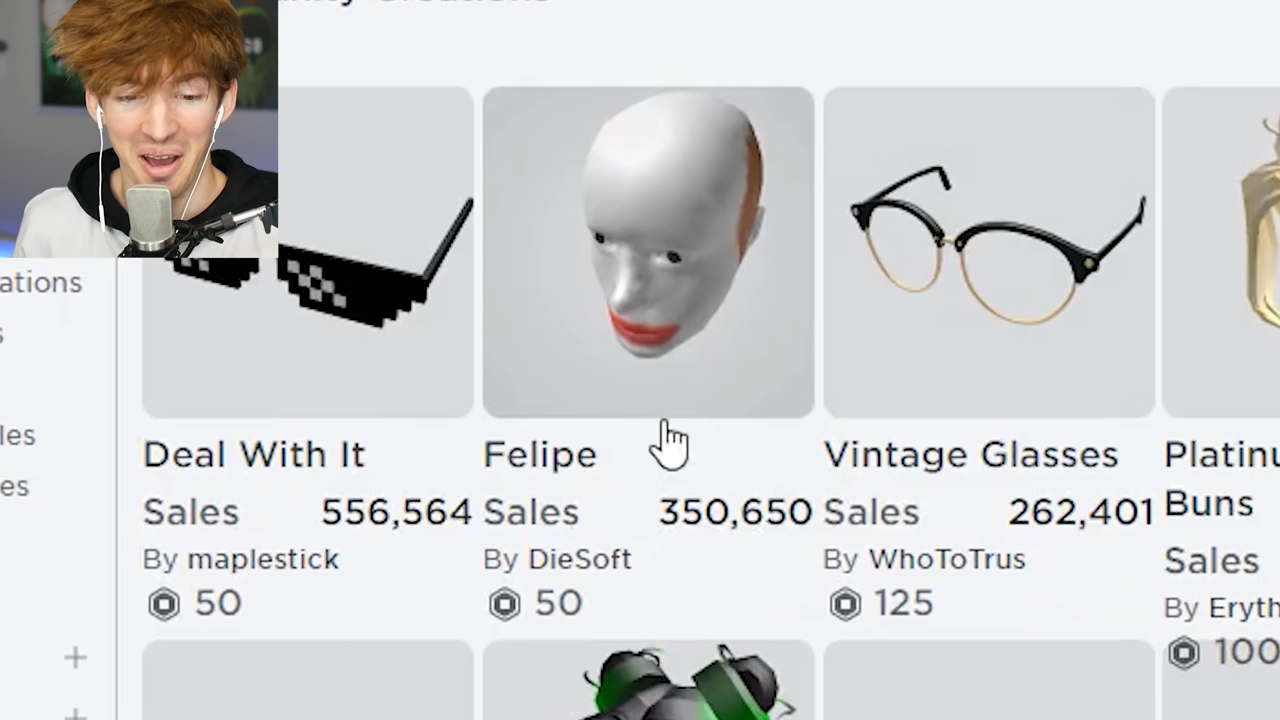 ations
les
es
Deal With It
Sales 556,564
By maplestick
50
Felipe
Sales 350,650
By DieSoft
50
Vintage Glasses
Sales 262,401
By WhoToTrus
125
Platinu
Buns
Sales
By Eryth
100